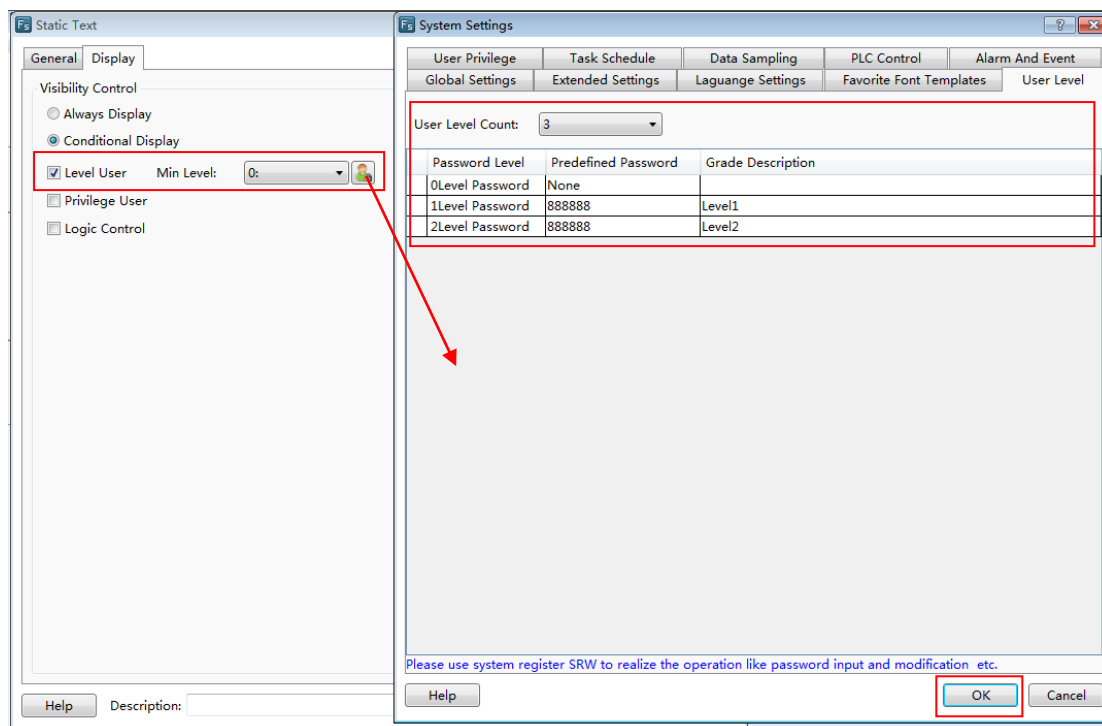 Static Text
General Display
Visibility Control
Always Display
Conditional Display
Level User Min Level: 0:
Privilege User
Logic Control
Help Description:
System Settings
User Privilege Task Schedule Data Sampling PLC Control Alarm And Event
Global Settings Extended Settings Laguange Settings Favorite Font Templates User Level
User Level Count: 3
Password Level Predefined Password Grade Description
0Level Password None
1Level Password 888888 Level1
2Level Password 888888 Level2
Please use system register SRW to realize the operation like password input and modification etc.
Help OK Cancel